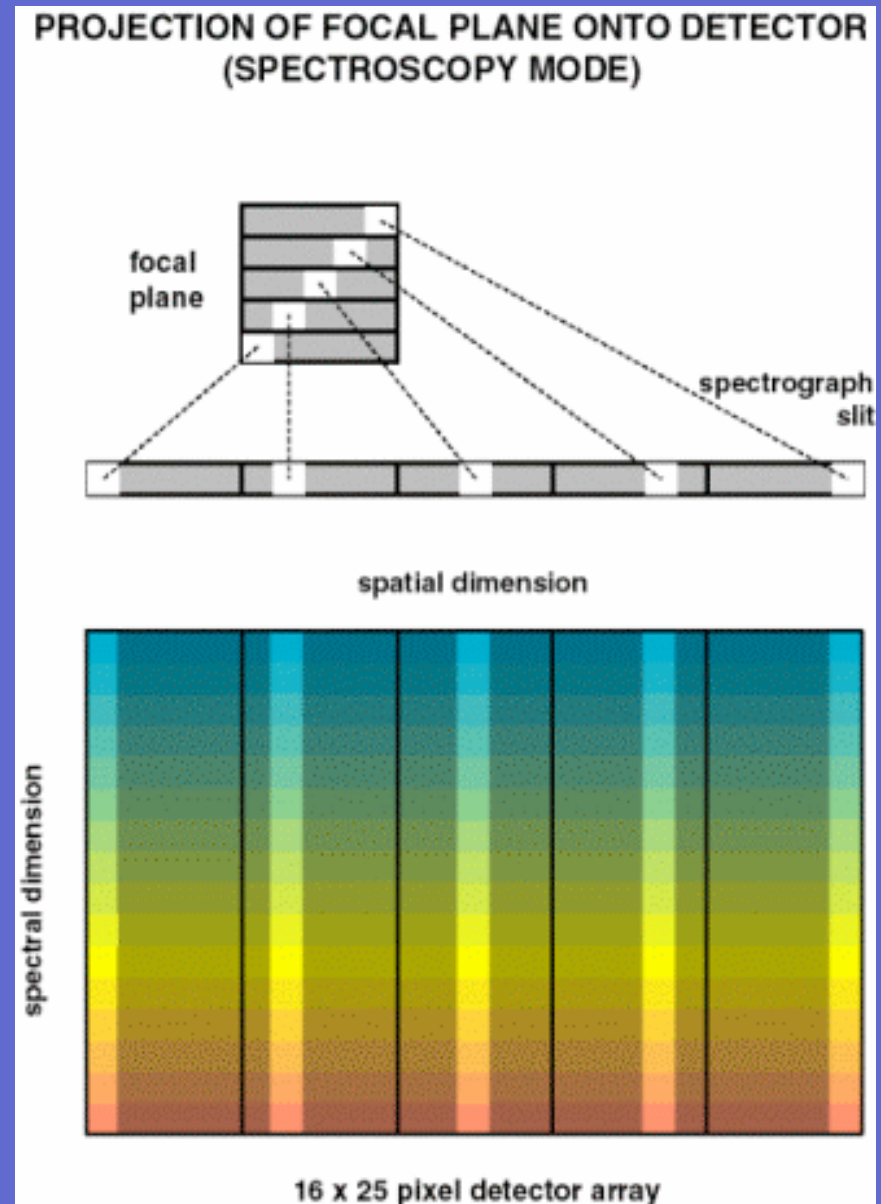 PROJECTION OF FOCAL PLANE ONTO DETECTOR
(SPECTROSCOPY MODE)
focal
plane
spectrograph
slit
spatial dimension
spectral dimension
16 x 25 pixel detector array